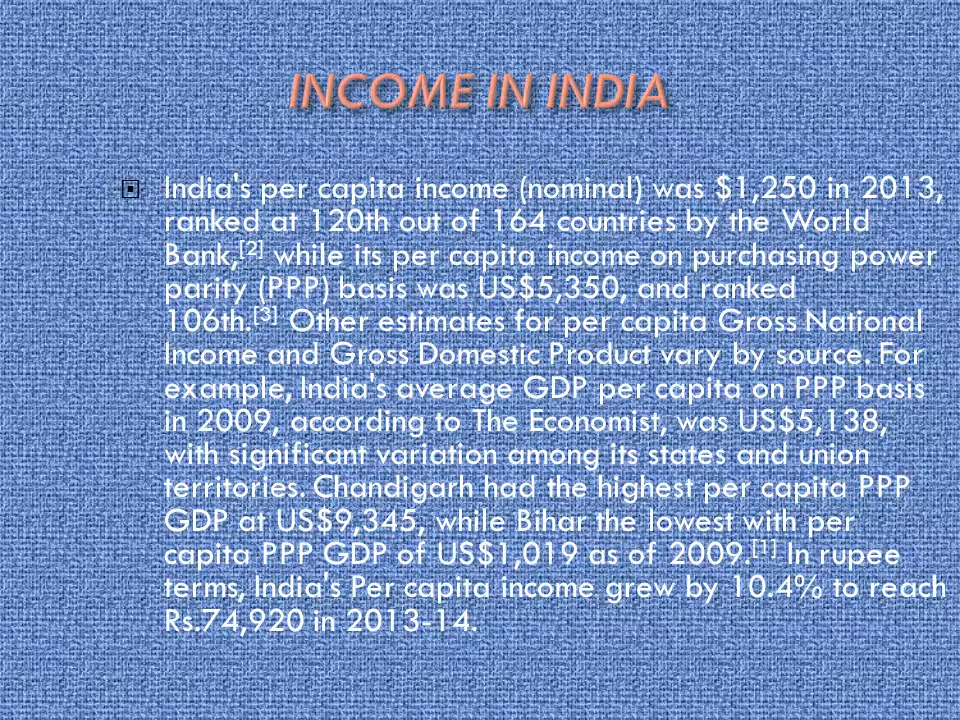 INCOME IN INDIA
India's per capita income (nominal) was $1,250 in 2013,
ranked at 120th out of 164 countries by the World
Bank,[2] while its per capita income on purchasing power
parity (PPP) basis was US$5,350, and ranked
106th.[3] Other estimates for per capita Gross National
Income and Gross Domestic Product vary by source. For
example, India's average GDP per capita on PPP basis
in 2009, according to The Economist, was US$5,138,
with significant variation among its states and union
territories. Chandigarh had the highest per capita PPP
GDP at US$9,345, while Bihar the lowest with per
capita PPP GDP of US$1,019 as of 2009.[1] In rupee
terms, India's Per capita income grew by 10.4% to reach
Rs.74,920 in 2013-14.